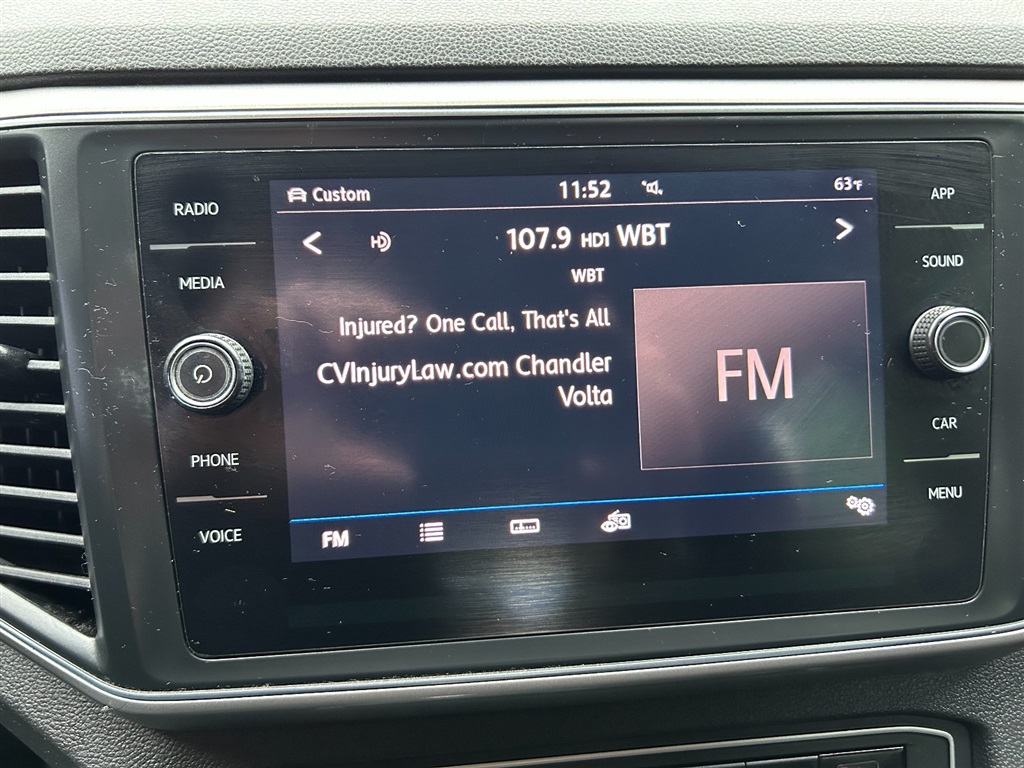 RADIO
MEDIA
PHONE
VOICE
Custom 11:52 63°F
< HD 107.9 HD1 WBT >
WBT
Injured? One Call, That's All
CVInjuryLaw.com Chandler
Volta
FM
FM
APP
SOUND
CAR
MENU